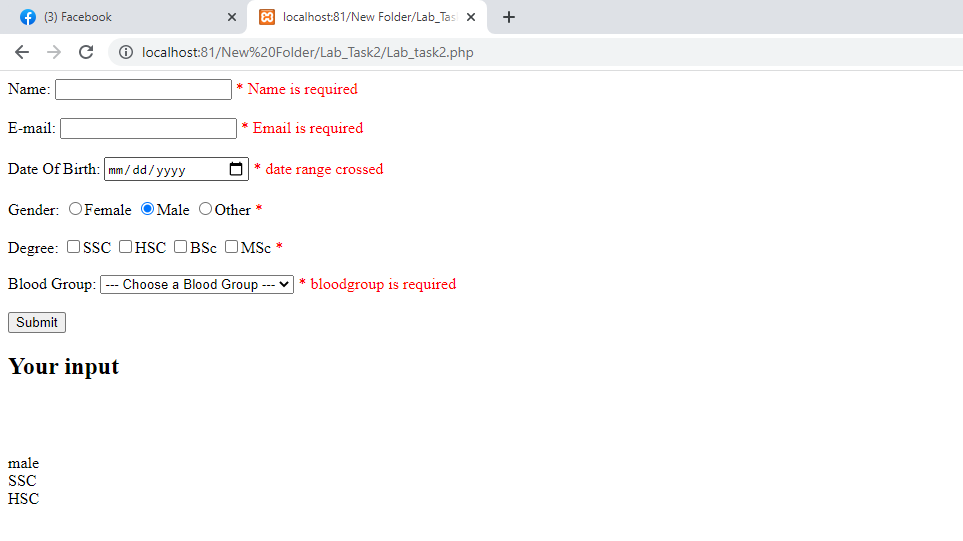 (3) Facebook
localhost:81/New Folder/Lab_Tas
localhost:81/New%20Folder/Lab_Task2/Lab_task2.php
Name: * Name is required
E-mail: * Email is required
Date Of Birth: mm/dd/yyyy * date range crossed
Gender: Female Male Other *
Degree: SSC HSC BSc MSc *
Blood Group: --- Choose a Blood Group --- * bloodgroup is required
Submit
Your input
male
SSC
HSC